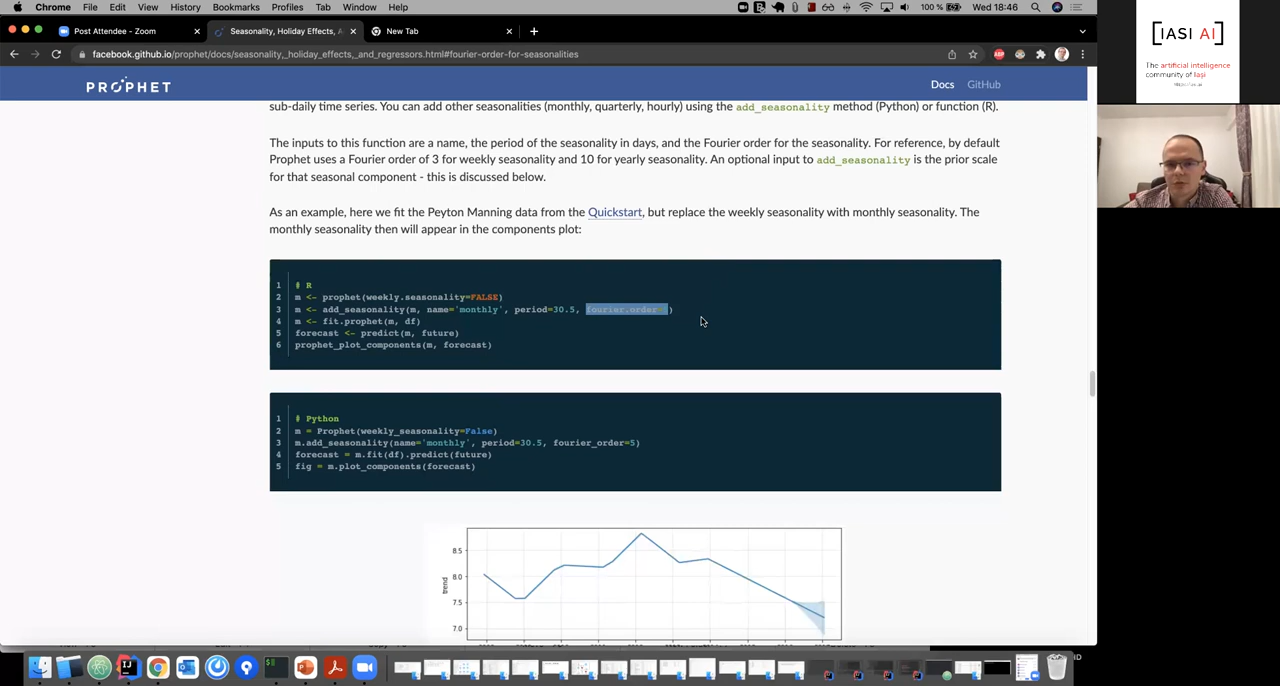 Chrome File Edit View History Bookmarks Profiles Tab Window Help 100 % Wed 18:46
Post Attendee - Zoom Seasonality, Holiday Effects, A New Tab
facebook.github.io/prophet/docs/seasonality,_holiday_effects,_and_regressors.html#fourier-order-for-seasonalities
PROPHET Docs GitHub
sub-daily time series. You can add other seasonalities (monthly, quarterly, hourly) using the add_seasonality method (Python) or function (R).
The inputs to this function are a name, the period of the seasonality in days, and the Fourier order for the seasonality. For reference, by default
Prophet uses a Fourier order of 3 for weekly seasonality and 10 for yearly seasonality. An optional input to add_seasonality is the prior scale
for that seasonal component - this is discussed below.
As an example, here we fit the Peyton Manning data from the Quickstart, but replace the weekly seasonality with monthly seasonality. The
monthly seasonality then will appear in the components plot:
1 # R
2 m <- prophet(weekly.seasonality=FALSE)
3 m <- add_seasonality(m, name='monthly', period=30.5, fourier.order= )
4 m <- fit.prophet(m, df)
5 forecast <- predict(m, future)
6 prophet_plot_components(m, forecast)
1 # Python
2 m = Prophet(weekly_seasonality=False)
3 m.add_seasonality(name='monthly', period=30.5, fourier_order=5)
4 forecast = m.fit(df).predict(future)
5 fig = m.plot_components(forecast)
8.5
8.0
7.5
7.0
trend
[IASI AI]
The artificial intelligence
community of Iași